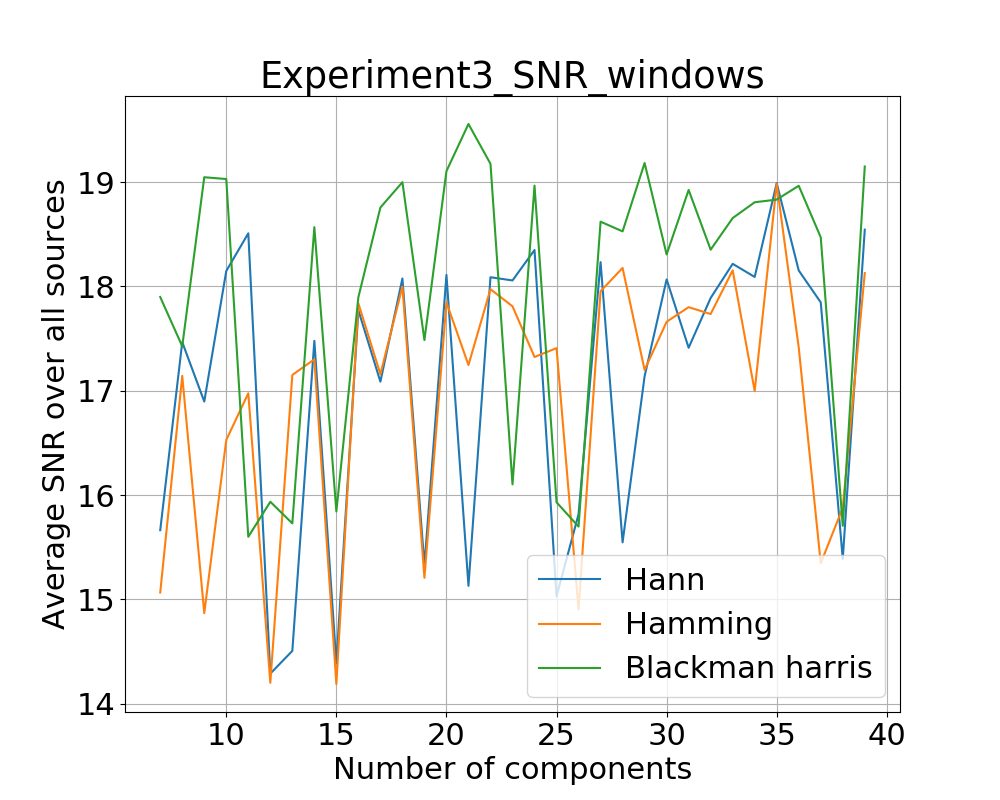 Experiment3_SNR_windows
Average SNR over all sources
19
18
17
16
15
14
Hann
Hamming
Blackman harris
10 15 20 25 30 35 40
Number of components